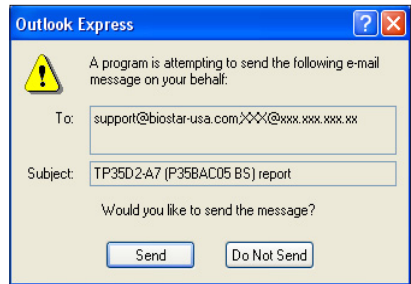 Outlook Express
A program is attempting to send the following e-mail
message on your behalf:
To: support@biostar-usa.com;XXX@xxx.xxx.xxx.xx
Subject: TP35D2-A7 (P35BAC05 BS) report
Would you like to send the message?
Send Do Not Send